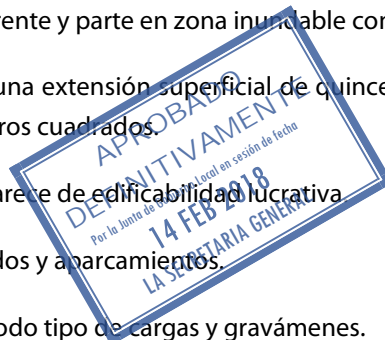 rente y parte en zona inundable con
una extensión superficial de quince
ros cuadrados.
arece de edificabilidad lucrativa.
dos y aparcamientos.
odo tipo de cargas y gravámenes.
APROBADO
DEFINITIVAMENTE
Por la Junta de Gobierno Local en sesión de fecha
14 FEB 2018
LA SECRETARIA GENERAL